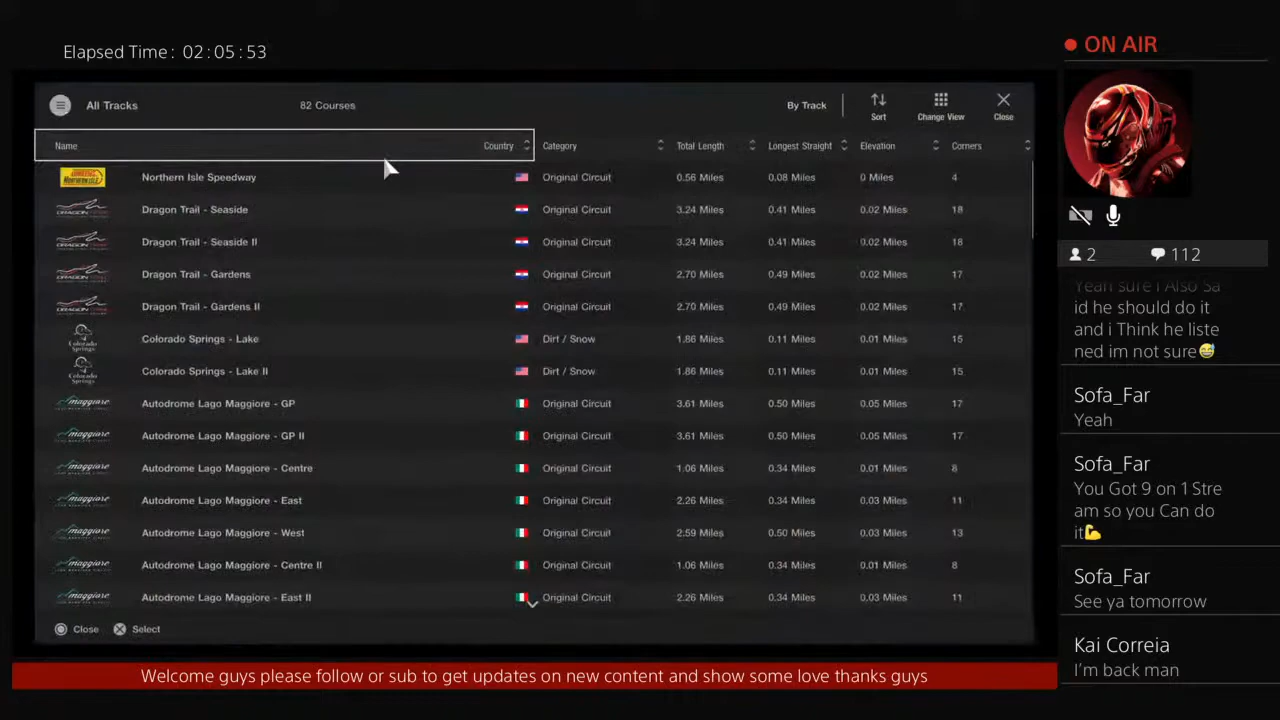 Elapsed Time: 02:05:53
ON AIR
All Tracks
82 Courses
By Track
Sort
Change View
Close
Name Country Category Total Length Longest Straight Elevation Corners
Northern Isle Speedway Original Circuit 0.56 Miles 0.08 Miles 0 Miles 4
Dragon Trail - Seaside Original Circuit 3.24 Miles 0.41 Miles 0.02 Miles 18
Dragon Trail - Seaside II Original Circuit 3.24 Miles 0.41 Miles 0.02 Miles 18
Dragon Trail - Gardens Original Circuit 2.70 Miles 0.49 Miles 0.02 Miles 17
Dragon Trail - Gardens II Original Circuit 2.70 Miles 0.49 Miles 0.02 Miles 17
Colorado Springs
Colorado Springs - Lake Dirt / Snow 1.86 Miles 0.11 Miles 0.01 Miles 15
Colorado Springs
Colorado Springs - Lake II Dirt / Snow 1.86 Miles 0.11 Miles 0.01 Miles 15
maggiore Autodrome Lago Maggiore - GP Original Circuit 3.61 Miles 0.50 Miles 0.05 Miles 17
maggiore Autodrome Lago Maggiore - GP II Original Circuit 3.61 Miles 0.50 Miles 0.05 Miles 17
maggiore Autodrome Lago Maggiore - Centre Original Circuit 1.06 Miles 0.34 Miles 0.01 Miles 8
maggiore Autodrome Lago Maggiore - East Original Circuit 2.26 Miles 0.34 Miles 0.03 Miles 11
maggiore Autodrome Lago Maggiore - West Original Circuit 2.59 Miles 0.50 Miles 0.03 Miles 13
maggiore Autodrome Lago Maggiore - Centre II Original Circuit 1.06 Miles 0.34 Miles 0.01 Miles 8
maggiore Autodrome Lago Maggiore - East II Original Circuit 2.26 Miles 0.34 Miles 0.03 Miles 11
Close Select
Welcome guys please follow or sub to get updates on new content and show some love thanks guys
2 112
Yeah sure i Also Sa
id he should do it
and i Think he liste
ned im not sure😅
Sofa_Far
Yeah
Sofa_Far
You Got 9 on 1 Stre
am so you Can do
it💪
Sofa_Far
See ya tomorrow
Kai Correia
I'm back man